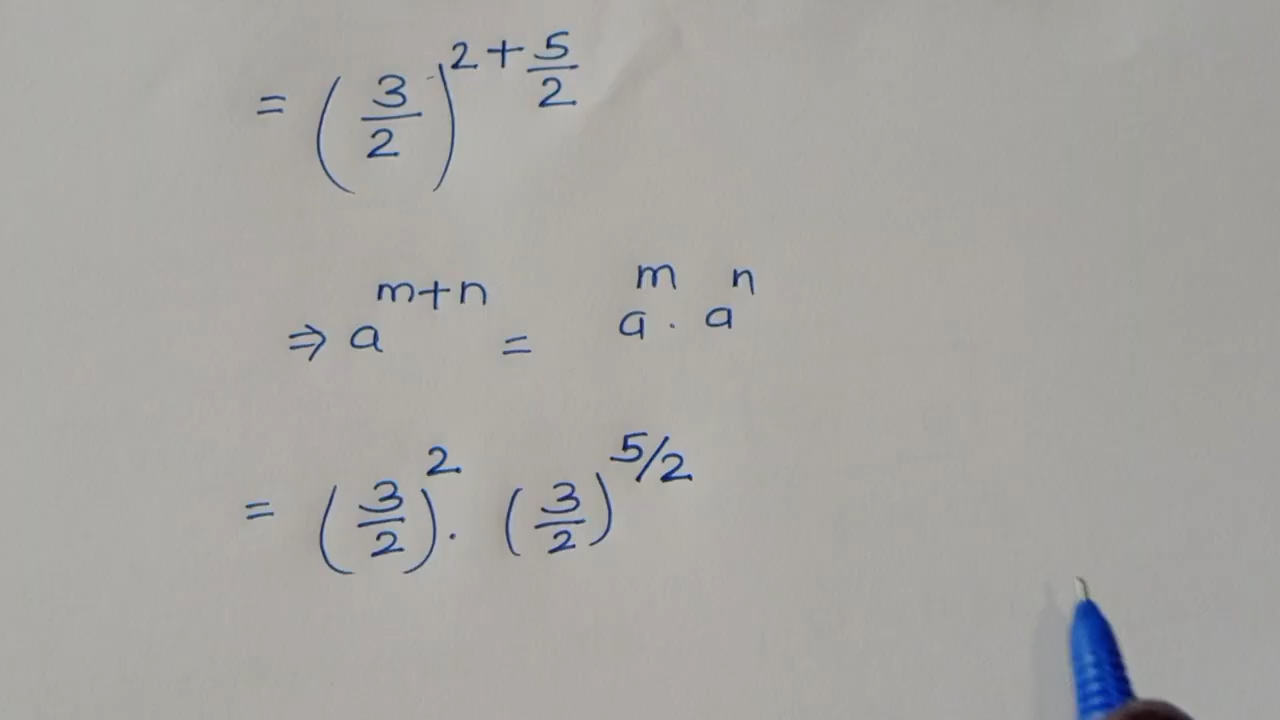 = (3/2)^{2+5/2}
⇒ a^{m+n} = a^m . a^n
= (3/2)^2 . (3/2)^{5/2}